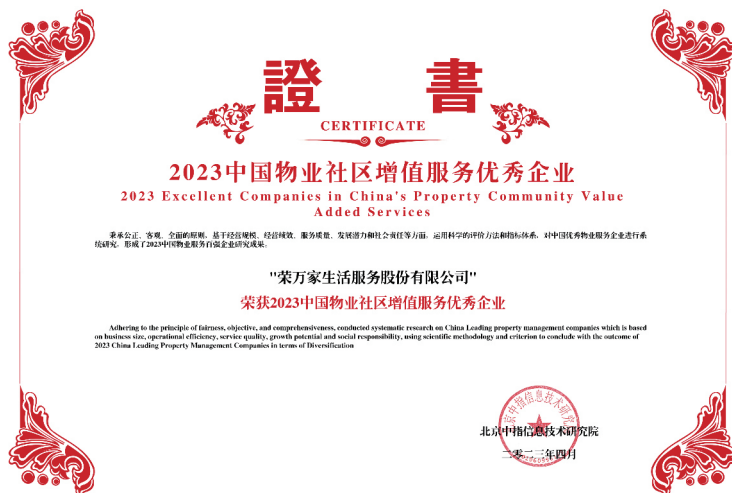 證 書
CERTIFICATE
2023中国物业社区增值服务优秀企业
2023 Excellent Companies in China's Property Community Value
Added Services
秉承公正、客观、全面的原则、基于经营规模、经营绩效、服务质量、发展潜力和社会责任等方面，运用科学的评价方法和指标体系，对中国优秀物业服务企业进行系
统研究，形成了2023中国物业服务百强企业研究成果。
"荣万家生活服务股份有限公司"
荣获2023中国物业社区增值服务优秀企业
Adhering to the principle of fairness, objective, and comprehensiveness, conducted systematic research on China Leading property management companies which is based
on business size, operational efficiency, service quality, growth potential and social responsibility, using scientific methodology and criterion to conclude with the outcome of
2023 China Leading Property Management Companies in terms of Diversification
北京中指信息技术研究院
二零二三年四月